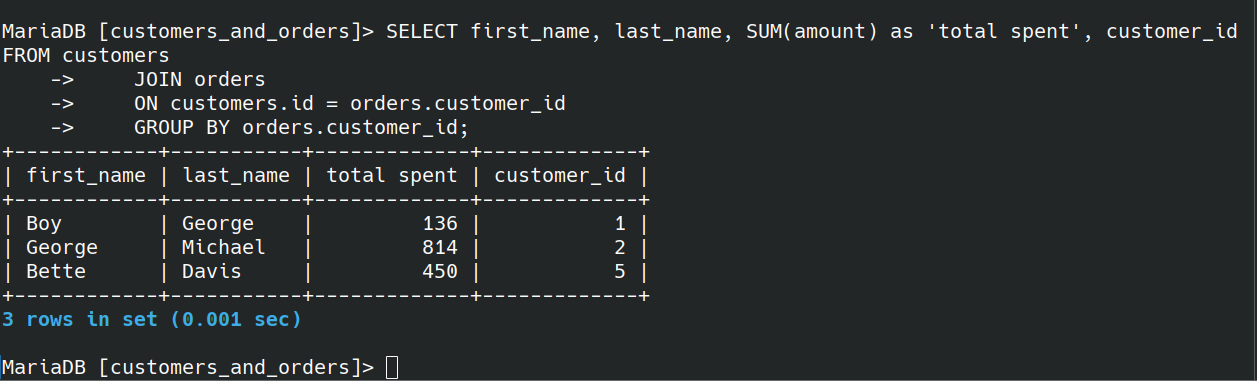 MariaDB [customers_and_orders]> SELECT first_name, last_name, SUM(amount) as 'total spent', customer_id
FROM customers
    ->     JOIN orders
    ->     ON customers.id = orders.customer_id
    ->     GROUP BY orders.customer_id;
+------------+-----------+-------------+-------------+
| first_name | last_name | total spent | customer_id |
+------------+-----------+-------------+-------------+
| Boy        | George    |         136 |           1 |
| George     | Michael   |         814 |           2 |
| Bette      | Davis     |         450 |           5 |
+------------+-----------+-------------+-------------+
3 rows in set (0.001 sec)
MariaDB [customers_and_orders]>